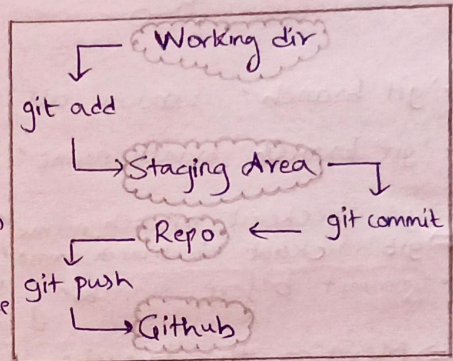 Working dir
git add
Staging Area
git commit
Repo
git push
Github